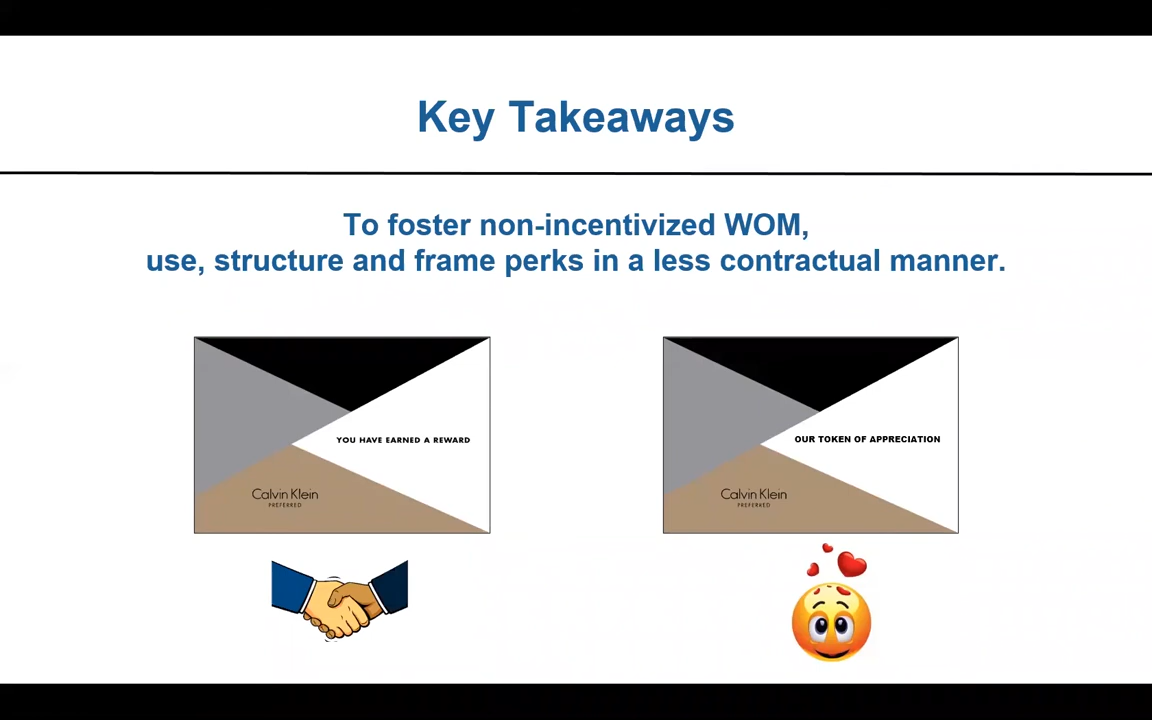 Key Takeaways
To foster non-incentivized WOM,
use, structure and frame perks in a less contractual manner.
YOU HAVE EARNED A REWARD
Calvin Klein
PREFERRED
OUR TOKEN OF APPRECIATION
Calvin Klein
PREFERRED